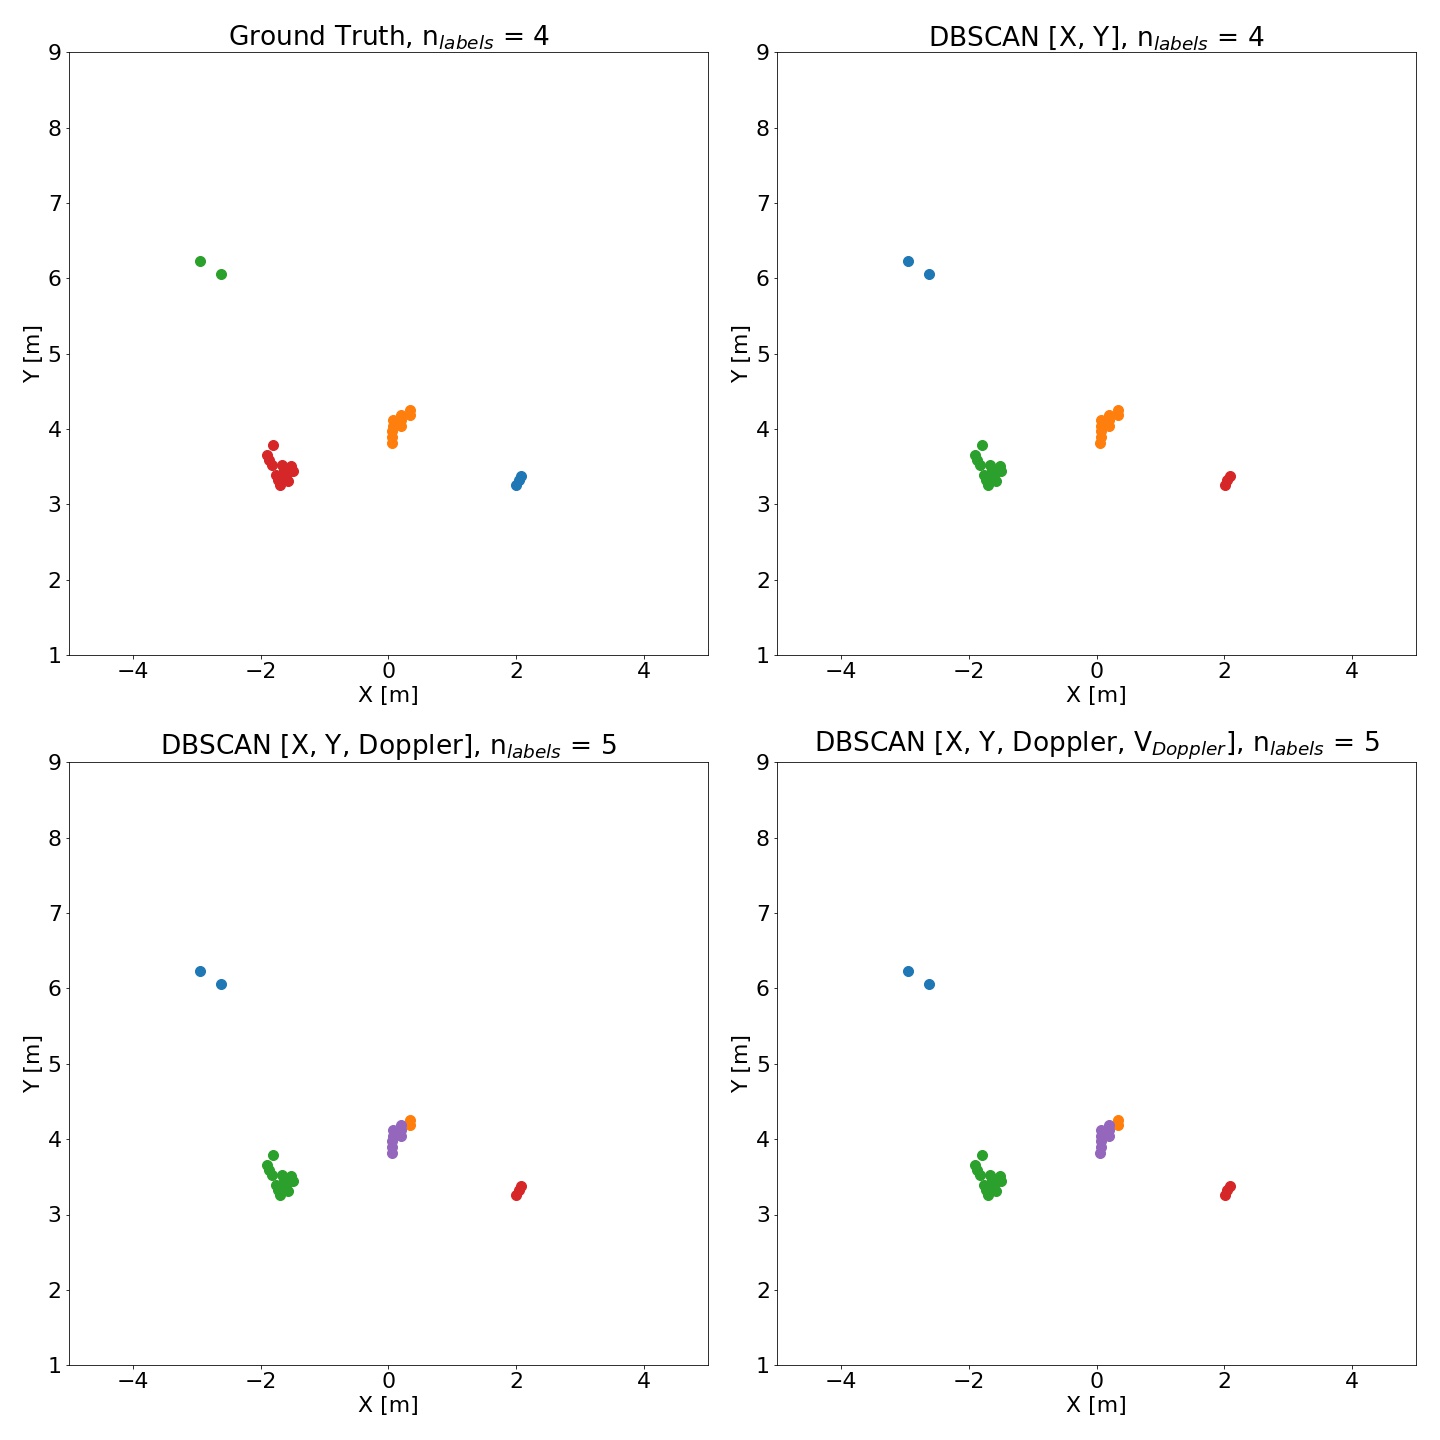 Ground Truth, n_labels = 4
9
8
7
6
5
4
3
2
1
Y [m]
−4 −2 0 2 4
X [m]
DBSCAN [X, Y], n_labels = 4
9
8
7
6
5
4
3
2
1
Y [m]
−4 −2 0 2 4
X [m]
DBSCAN [X, Y, Doppler], n_labels = 5
9
8
7
6
5
4
3
2
1
Y [m]
−4 −2 0 2 4
X [m]
DBSCAN [X, Y, Doppler, V_Doppler], n_labels = 5
9
8
7
6
5
4
3
2
1
Y [m]
−4 −2 0 2 4
X [m]